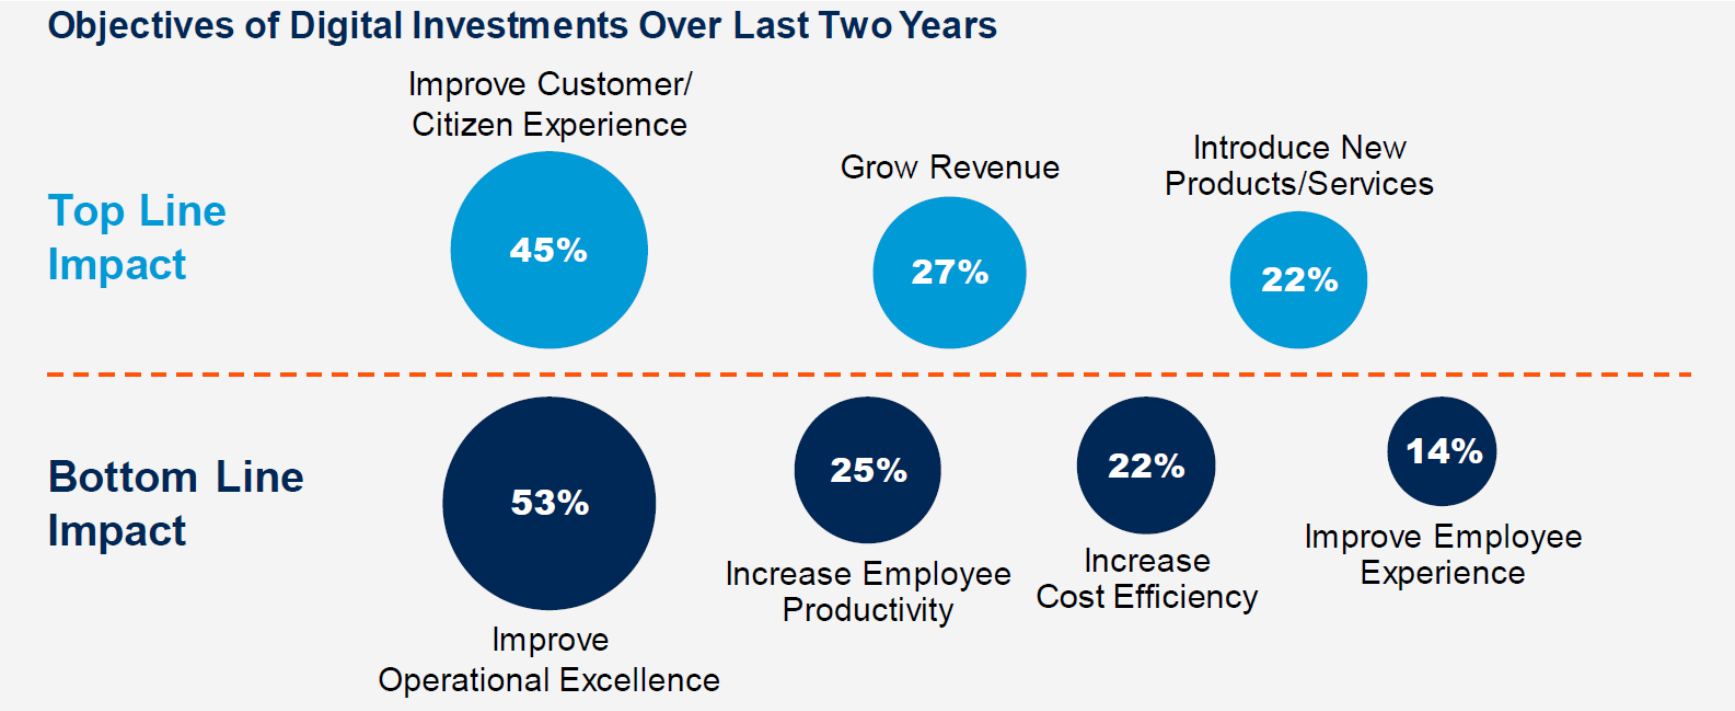 Objectives of Digital Investments Over Last Two Years
Improve Customer/
Citizen Experience
Grow Revenue
Introduce New
Products/Services
Top Line
Impact
45%
27%
22%
Bottom Line
Impact
53%
25%
22%
14%
Improve
Operational Excellence
Increase Employee
Productivity
Increase
Cost Efficiency
Improve Employee
Experience